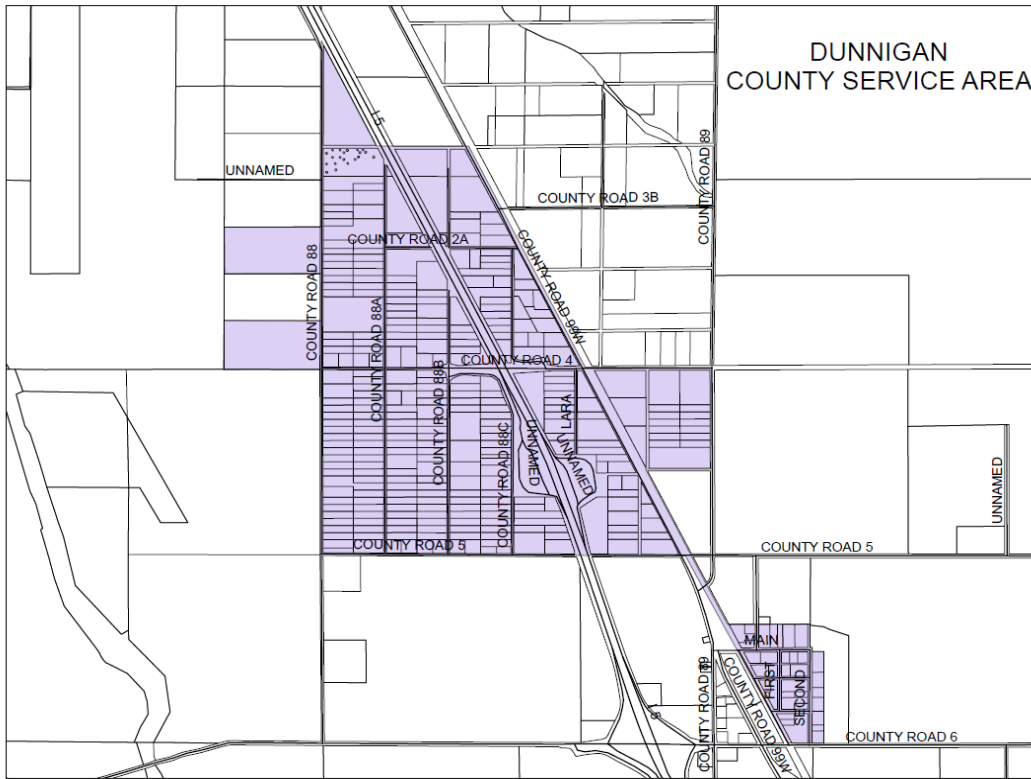 DUNNIGAN
COUNTY SERVICE AREA
I-5
COUNTY ROAD 89
UNNAMED
COUNTY ROAD 3B
COUNTY ROAD 2A
COUNTY ROAD 99W
COUNTY ROAD 88
COUNTY ROAD 88A
COUNTY ROAD 4
COUNTY ROAD 88B
LARA
COUNTY ROAD 88C
UNNAMED
UNNAMED
UNNAMED
COUNTY ROAD 5
COUNTY ROAD 5
MAIN
FIRST
SECOND
COUNTY ROAD 89
COUNTY ROAD 99W
I-5
COUNTY ROAD 6